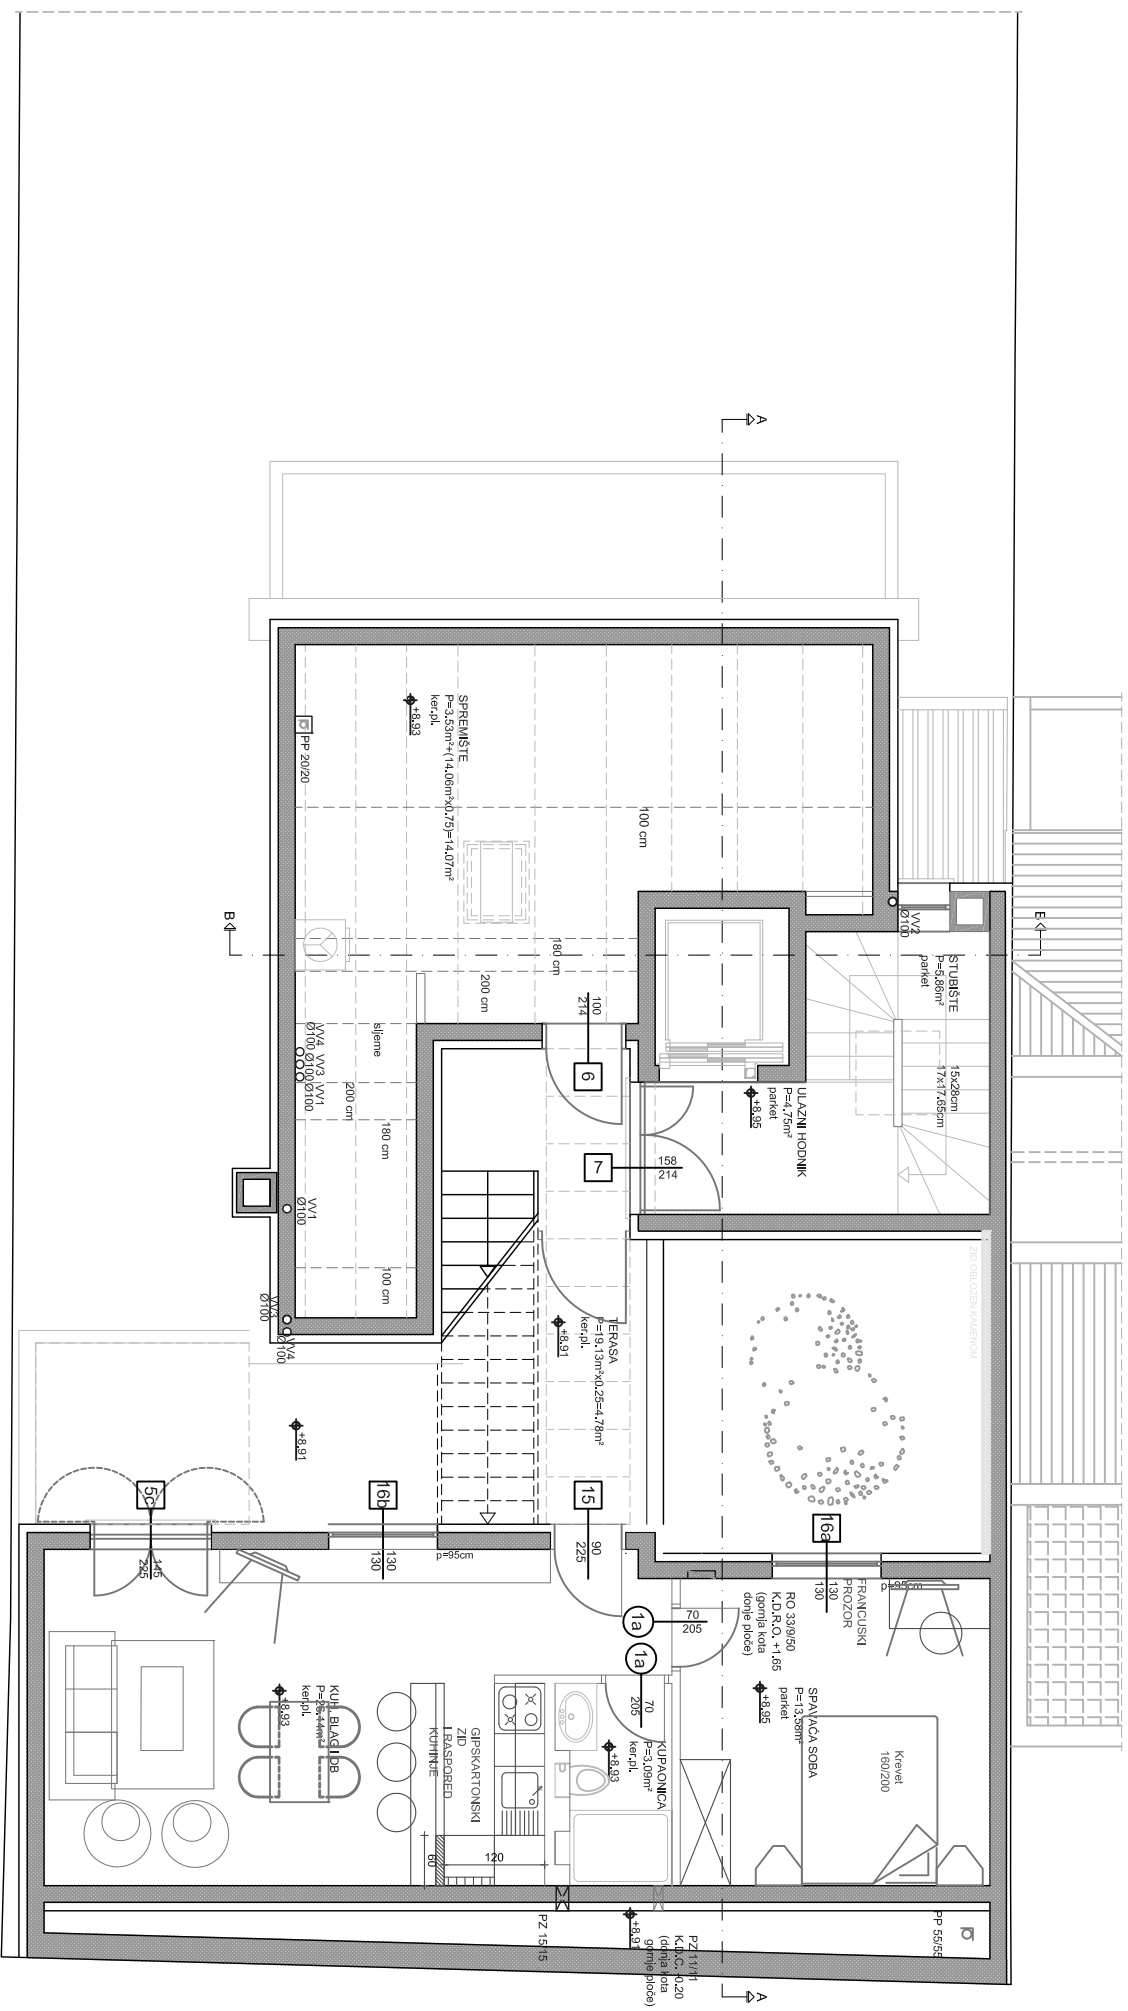 A
SPREMIŠTE
P=3.53m²+(14.06m²x0.75)=14.07m²
ker.pl.
+8.93
PP 20/20
100 cm
B
B
VV2
Ø100
STUBIŠTE
P=5.86m²
parket
15x28cm
17x17.65cm
180 cm
200 cm
100
214
6
sljeme
VV4
Ø100
VV3
Ø100
VV1
Ø100
200 cm
180 cm
ULAZNI HODNIK
P=4.75m²
parket
+8.95
158
214
7
VV1
Ø100
100 cm
VV3
Ø100
VV4
Ø100
ZID OBLOŽEN KAMENOM
TERASA
P=19.13m²x0.25=4.78m²
ker.pl.
+8.91
+8.91
5c
145
225
16b
130
130
p=95cm
15
90
225
16a
130
130
p=95cm
FRANCUSKI
PROZOR
RO 33/9/50
K.D.R.O. +1.65
(gornja kota
donje ploče)
1a
70
205
1a
70
205
KUH., BLAG. I DB
ker.pl.
+8.93
GIPSKARTONSKI
ZID
I RASPORED
KUHINJE
60
120
KUPAONICA
P=3.09m²
ker.pl.
+8.93
SPAVAĆA SOBA
P=13.58m²
parket
+8.95
Krevet
160/200
PZ 15/15
+8.91
PZ 11/11
K.D.C. -0.20
(donja kota
gornje ploče)
PP 55/55
A